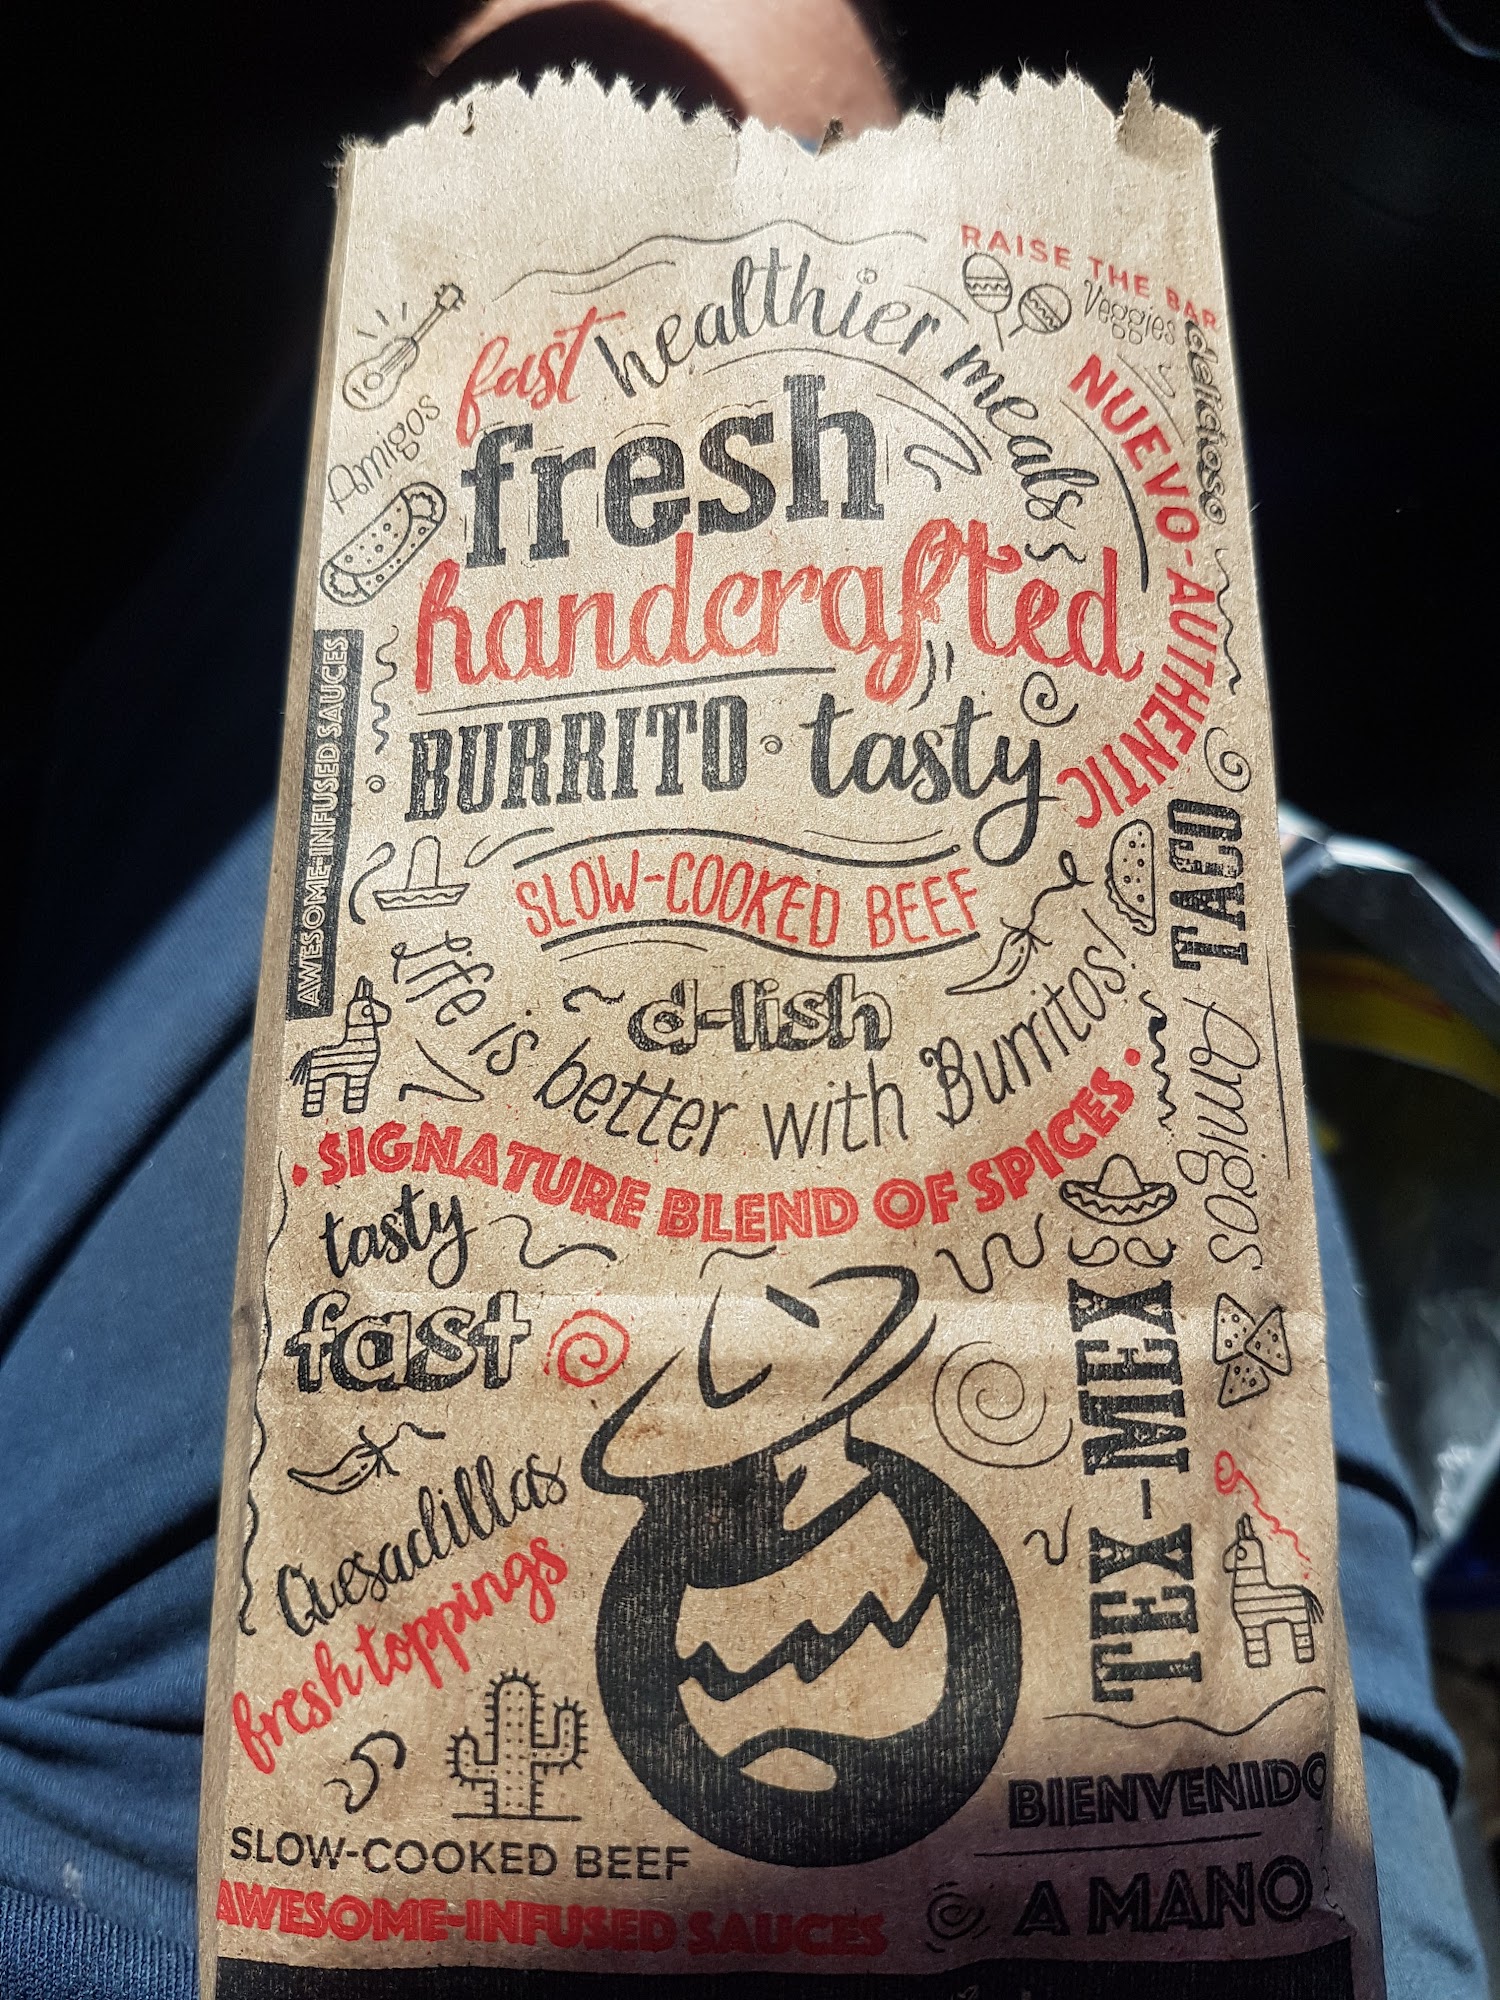 RAISE THE BAR
Veggies
delicioso
fast healthier meals
NUEVO-AUTHENTIC
Amigos
fresh
handcrafted
BURRITO tasty
AWESOME-INFUSED SAUCES
SLOW-COOKED BEEF
TACO
d-lish
Life is better with Burritos!
Amigos
SIGNATURE BLEND OF SPICES
tasty
fast
TEX-MEX
Quesadillas
fresh toppings
BIENVENIDO
SLOW-COOKED BEEF
A MANO
AWESOME-INFUSED SAUCES